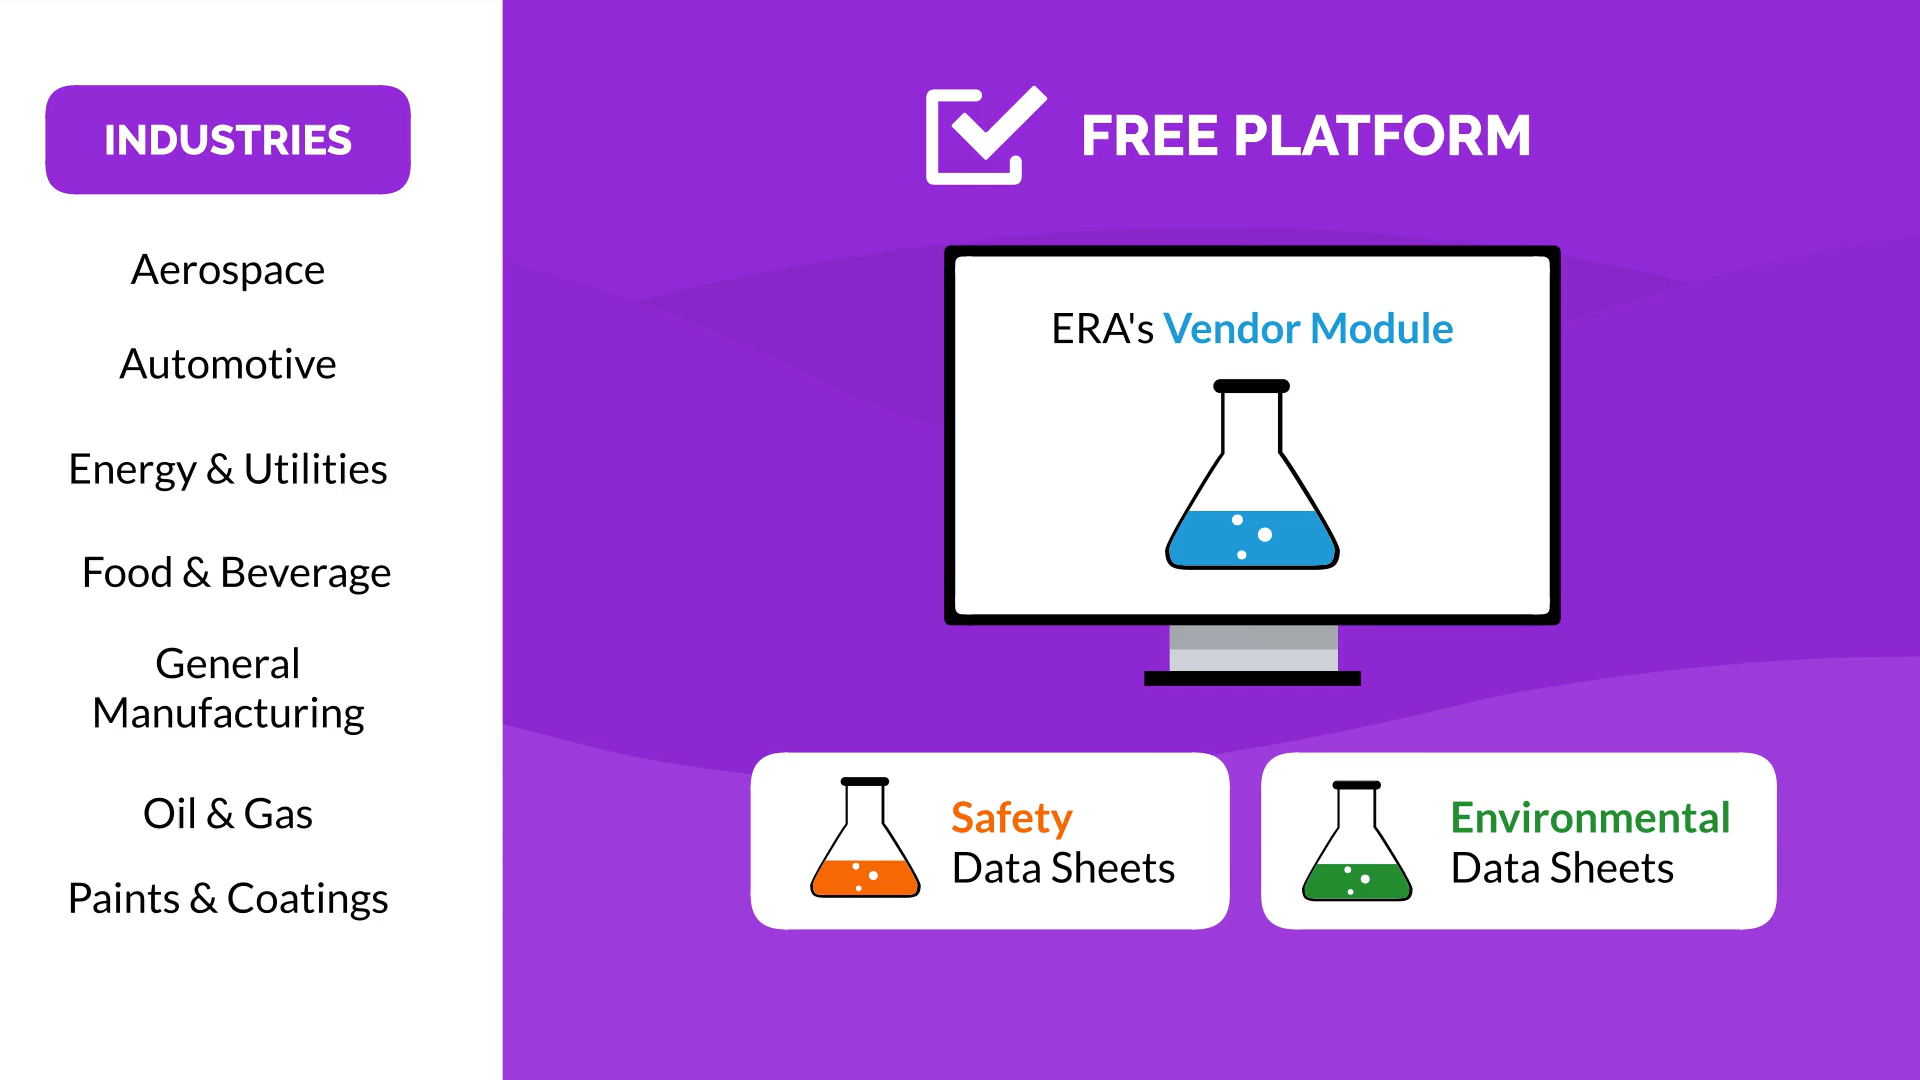 INDUSTRIES
Aerospace
Automotive
Energy & Utilities
Food & Beverage
General
Manufacturing
Oil & Gas
Paints & Coatings
FREE PLATFORM
ERA's Vendor Module
Safety
Data Sheets
Environmental
Data Sheets